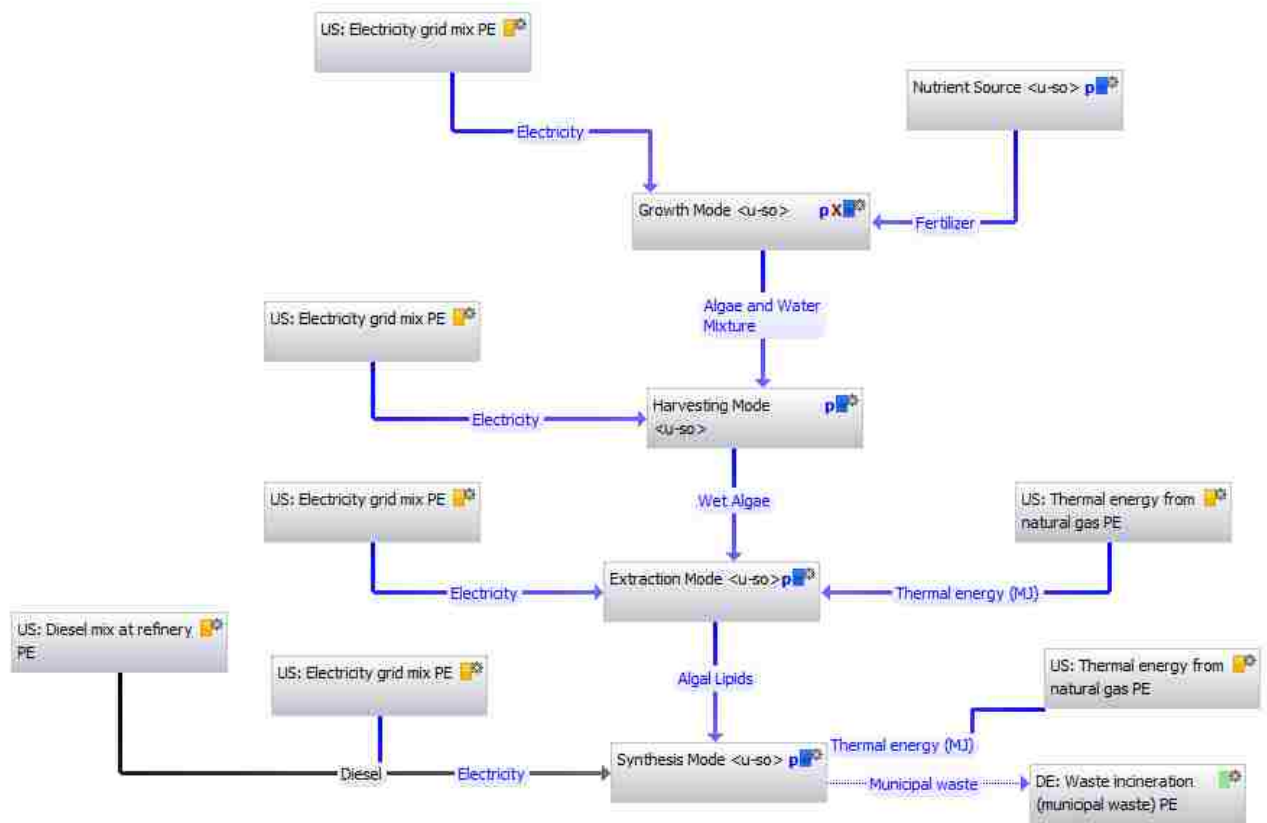 US: Electricity grid mix PE
Nutrient Source <u-so> p
Electricity
Growth Mode <u-so> pX
Fertilizer
Algae and Water
Mixture
US: Electricity grid mix PE
Harvesting Mode p
<u-so>
Electricity
Wet Algae
US: Electricity grid mix PE
US: Thermal energy from
natural gas PE
Extraction Mode <u-so>p
Electricity
Thermal energy (MJ)
US: Diesel mix at refinery
PE
US: Electricity grid mix PE
Algal Lipids
US: Thermal energy from
natural gas PE
Synthesis Mode <u-so> p
Thermal energy (MJ)
Diesel
Electricity
Municipal waste
DE: Waste incineration
(municipal waste) PE